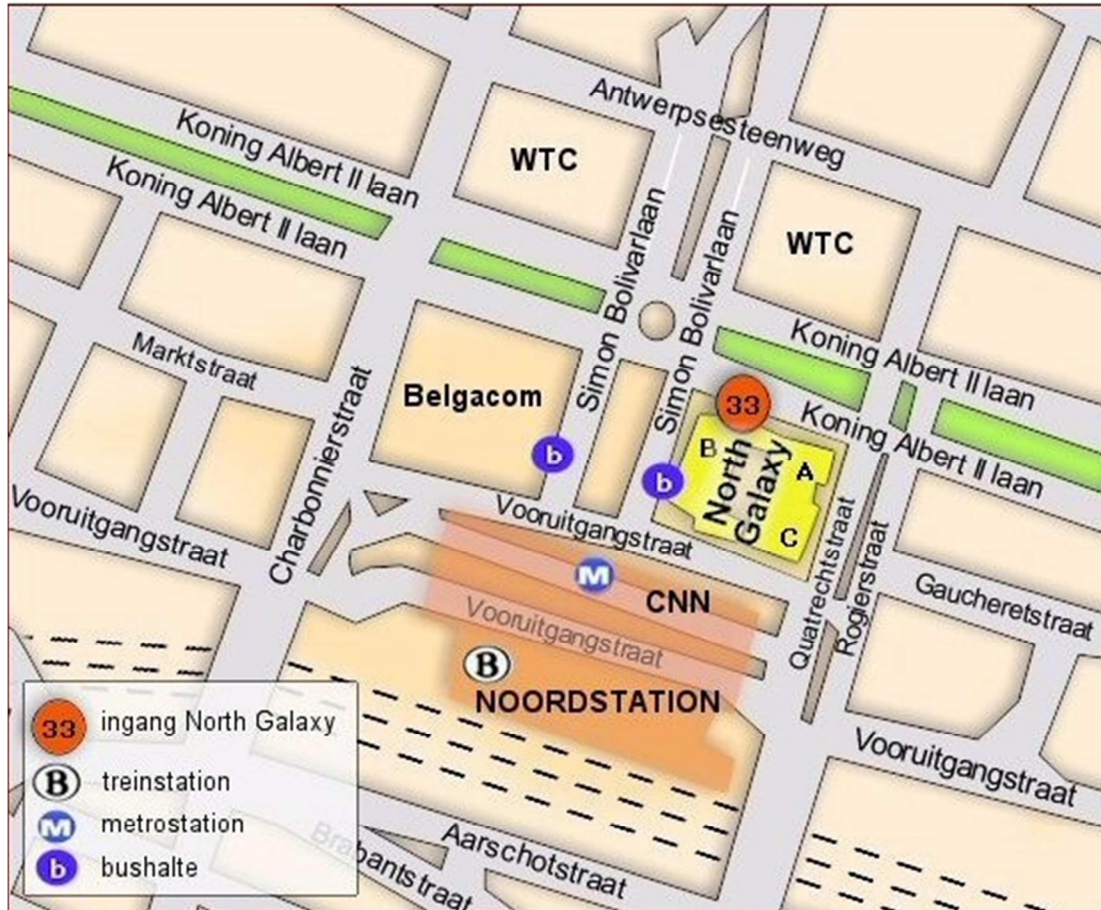 Antwerpsesteenweg
Koning Albert II laan
Koning Albert II laan
WTC
WTC
Simon Bolivarlaan
Simon Bolivarlaan
Koning Albert II laan
Koning Albert II laan
Marktstraat
Charbonnierstraat
Belgacom
b
b
33
B
A
C
North
Galaxy
Vooruitgangstraat
Vooruitgangstraat
M
CNN
Vooruitgangstraat
B
NOORDSTATION
Quatrechtstraat
Rogierstraat
Gaucheretstraat
Vooruitgangstraat
Aarschotstraat
Brabantstraat
33 ingang North Galaxy
B treinstation
M metrostation
b bushalte